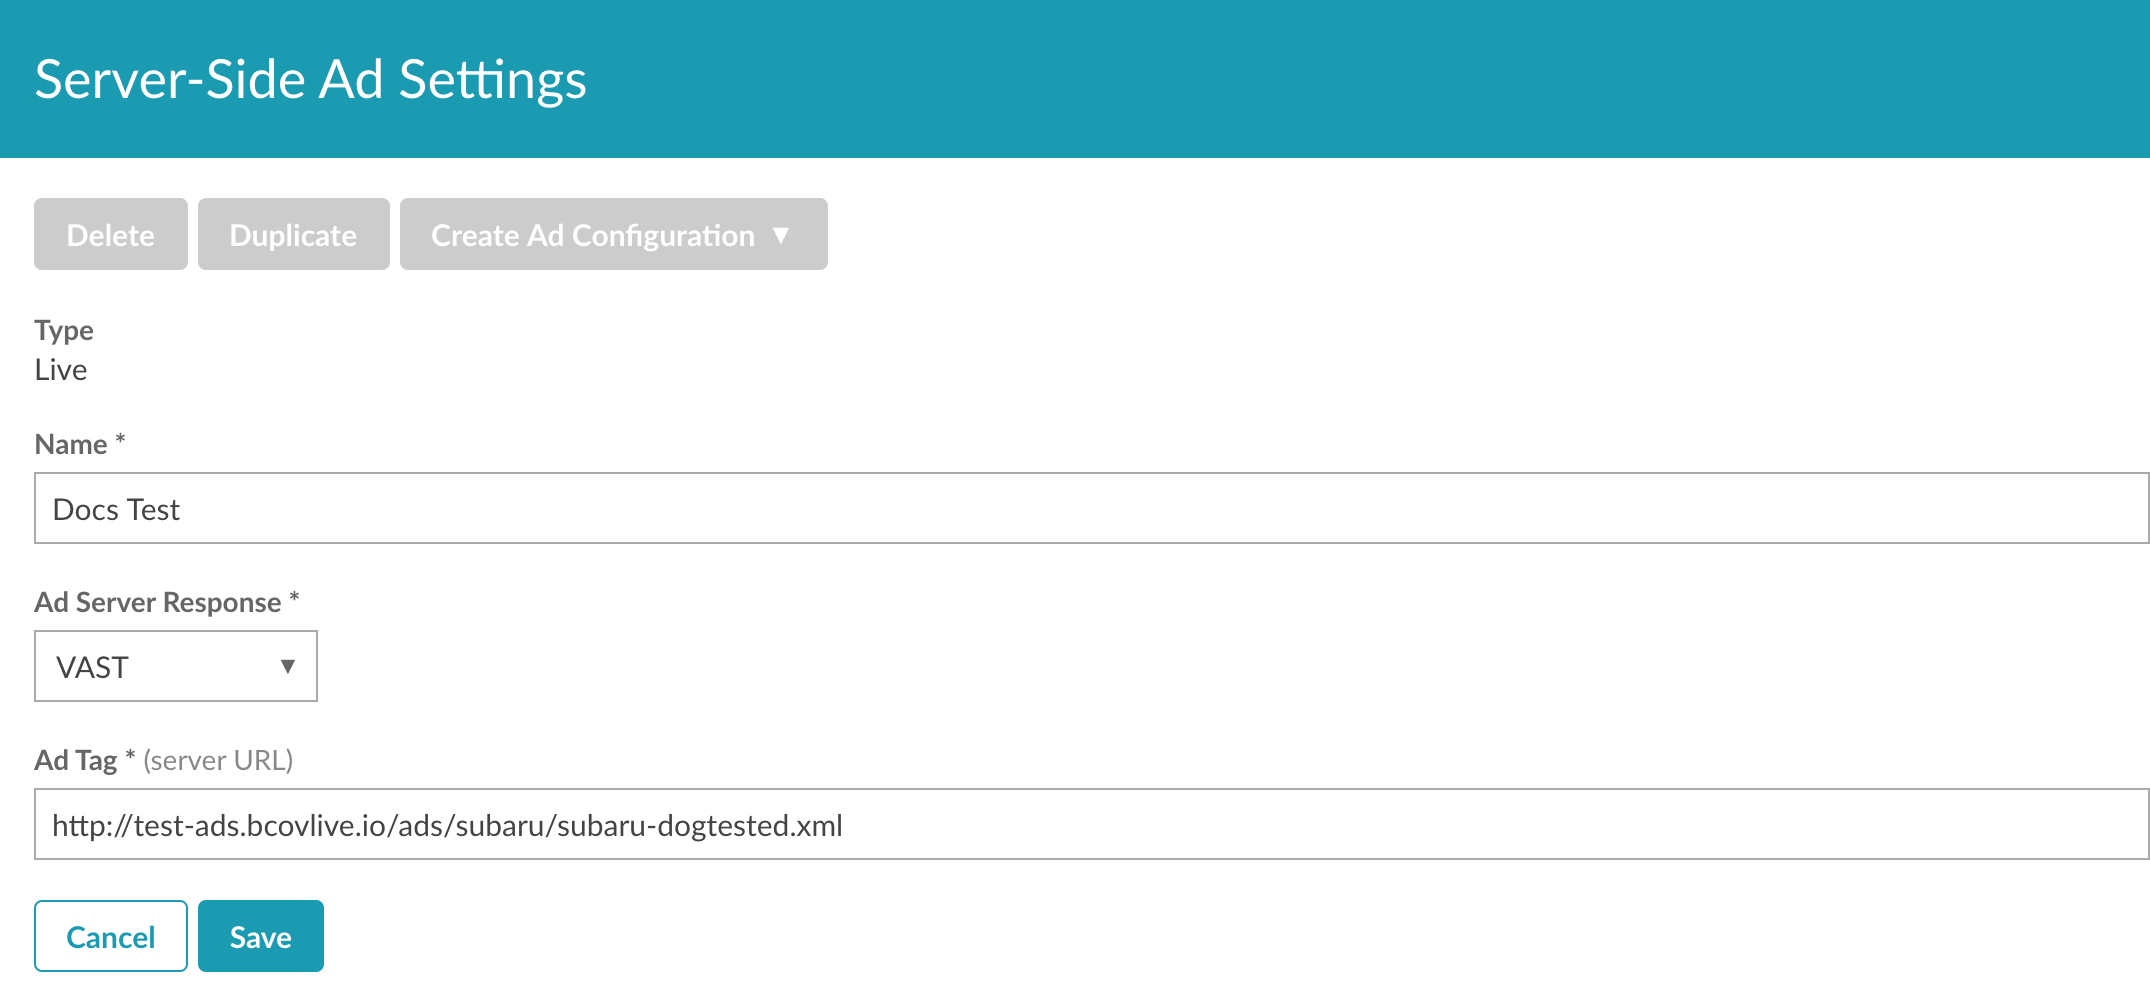 Server-Side Ad Settings
Delete Duplicate Create Ad Configuration ▼
Type
Live
Name *
Docs Test
Ad Server Response *
VAST ▼
Ad Tag * (server URL)
http://test-ads.bcovlive.io/ads/subaru/subaru-dogtested.xml
Cancel Save